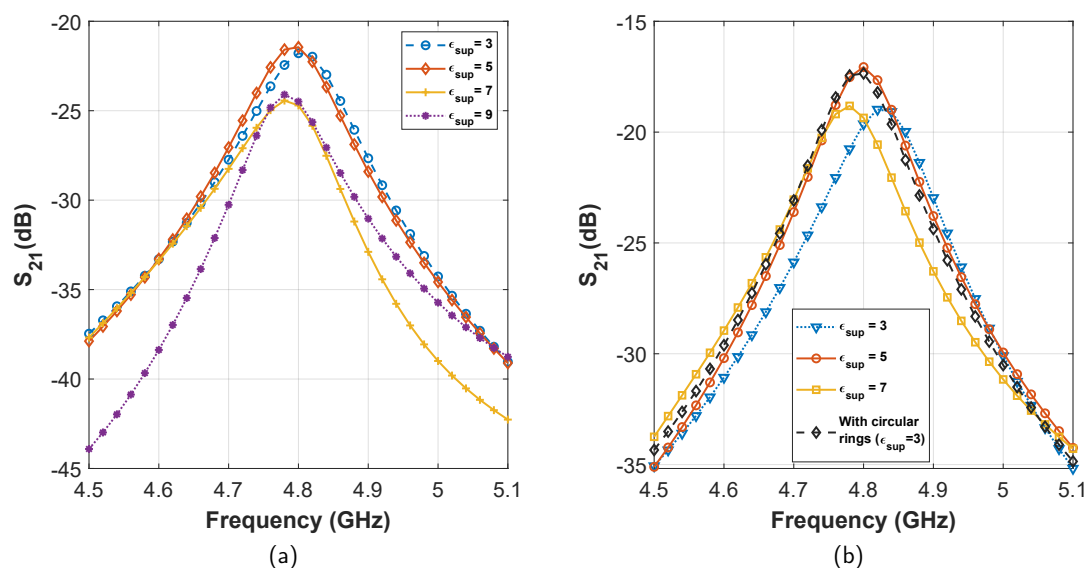 -20
-25
-30
-35
-40
-45
S21(dB)
4.5 4.6 4.7 4.8 4.9 5 5.1
Frequency (GHz)
ϵsup = 3
ϵsup = 5
ϵsup = 7
ϵsup = 9
(a)
-15
-20
-25
-30
-35
S21(dB)
4.5 4.6 4.7 4.8 4.9 5 5.1
Frequency (GHz)
ϵsup = 3
ϵsup = 5
ϵsup = 7
With circular
rings (ϵsup=3)
(b)